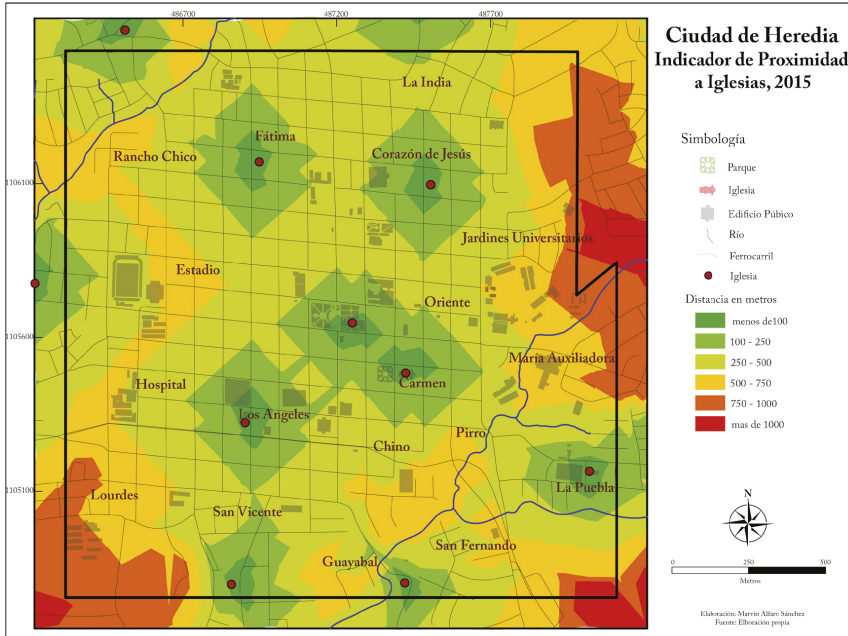 486700
487200
487700
Ciudad de Heredia
Indicador de Proximidad
a Iglesias, 2015
La India
Fátima
Rancho Chico
Corazón de Jesús
1106100
Jardines Universitarios
Estadio
Oriente
1105600
María Auxiliadora
Hospital
Carmen
Los Angeles
Pirro
Chino
1105100
Lourdes
La Puebla
San Vicente
San Fernando
Guayabal
Simbología
Parque
Iglesia
Edificio Púbico
Río
Ferrocarril
Iglesia
Distancia en metros
menos de100
100 - 250
250 - 500
500 - 750
750 - 1000
mas de 1000
N
0 250 500
Metros
Elaboración: Marvin Alfaro Sánchez
Fuente: Elboración propia